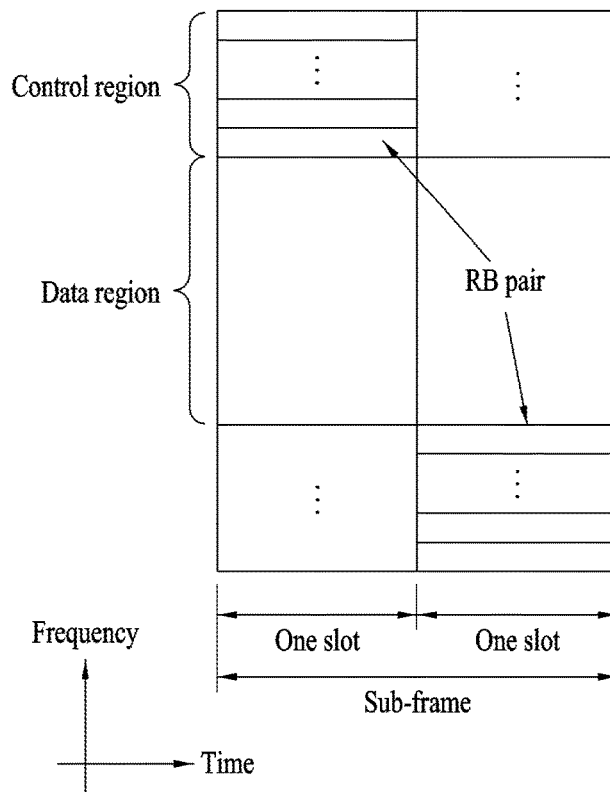 Control region
Data region
RB pair
One slot
One slot
Sub-frame
Frequency
Time